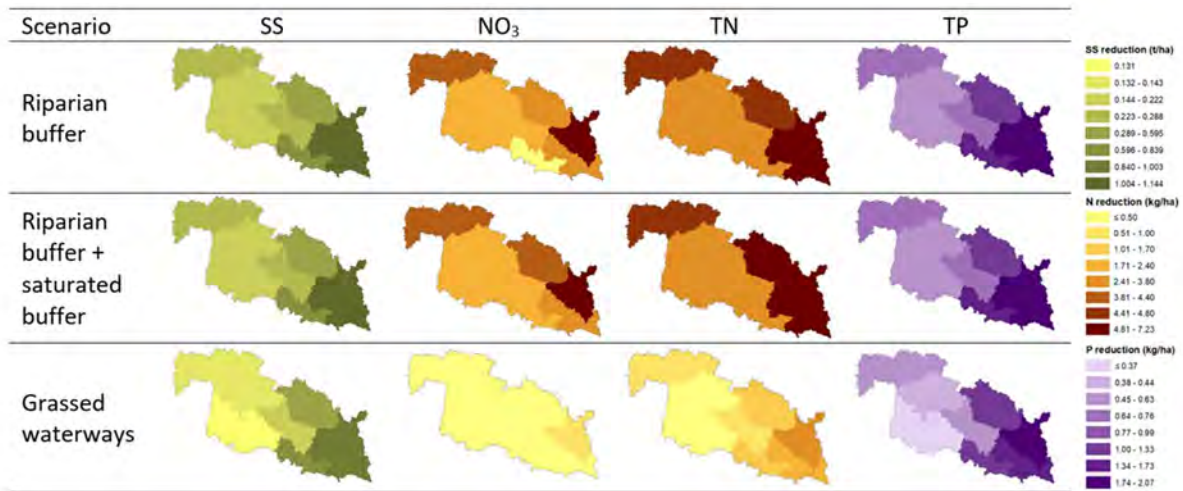 Scenario SS NO₃ TN TP
Riparian
buffer
Riparian
buffer +
saturated
buffer
Grassed
waterways
SS reduction (t/ha)
0.131
0.132 - 0.143
0.144 - 0.222
0.223 - 0.288
0.289 - 0.595
0.596 - 0.839
0.840 - 1.003
1.004 - 1.144
N reduction (kg/ha)
≤ 0.50
0.51 - 1.00
1.01 - 1.70
1.71 - 2.40
2.41 - 3.80
3.81 - 4.40
4.41 - 4.80
4.81 - 7.23
P reduction (kg/ha)
≤ 0.37
0.38 - 0.44
0.45 - 0.63
0.64 - 0.76
0.77 - 0.99
1.00 - 1.33
1.34 - 1.73
1.74 - 2.07